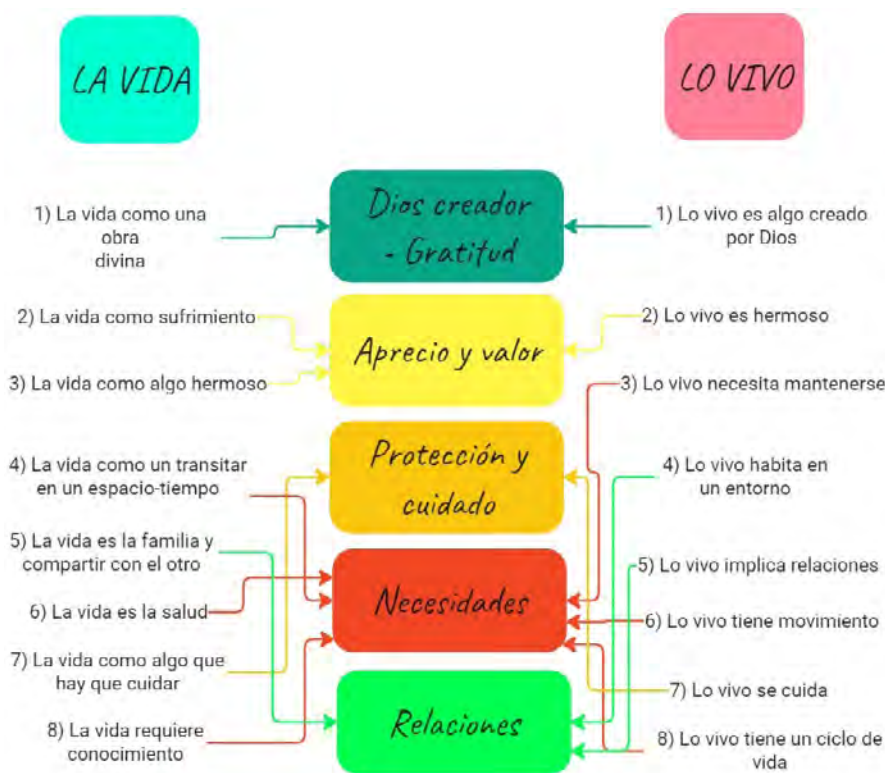 LA VIDA
LO VIVO
1) La vida como una
obra
divina
Dios creador
- Gratitud
1) Lo vivo es algo creado
por Dios
2) La vida como sufrimiento
3) La vida como algo hermoso
Aprecio y valor
2) Lo vivo es hermoso
3) Lo vivo necesita mantenerse
4) La vida como un transitar
en un espacio-tiempo
Protección y
cuidado
4) Lo vivo habita en
un entorno
5) La vida es la familia y
compartir con el otro
6) La vida es la salud
Necesidades
5) Lo vivo implica relaciones
6) Lo vivo tiene movimiento
7) La vida como algo que
hay que cuidar
8) La vida requiere
conocimiento
Relaciones
7) Lo vivo se cuida
8) Lo vivo tiene un ciclo de
vida